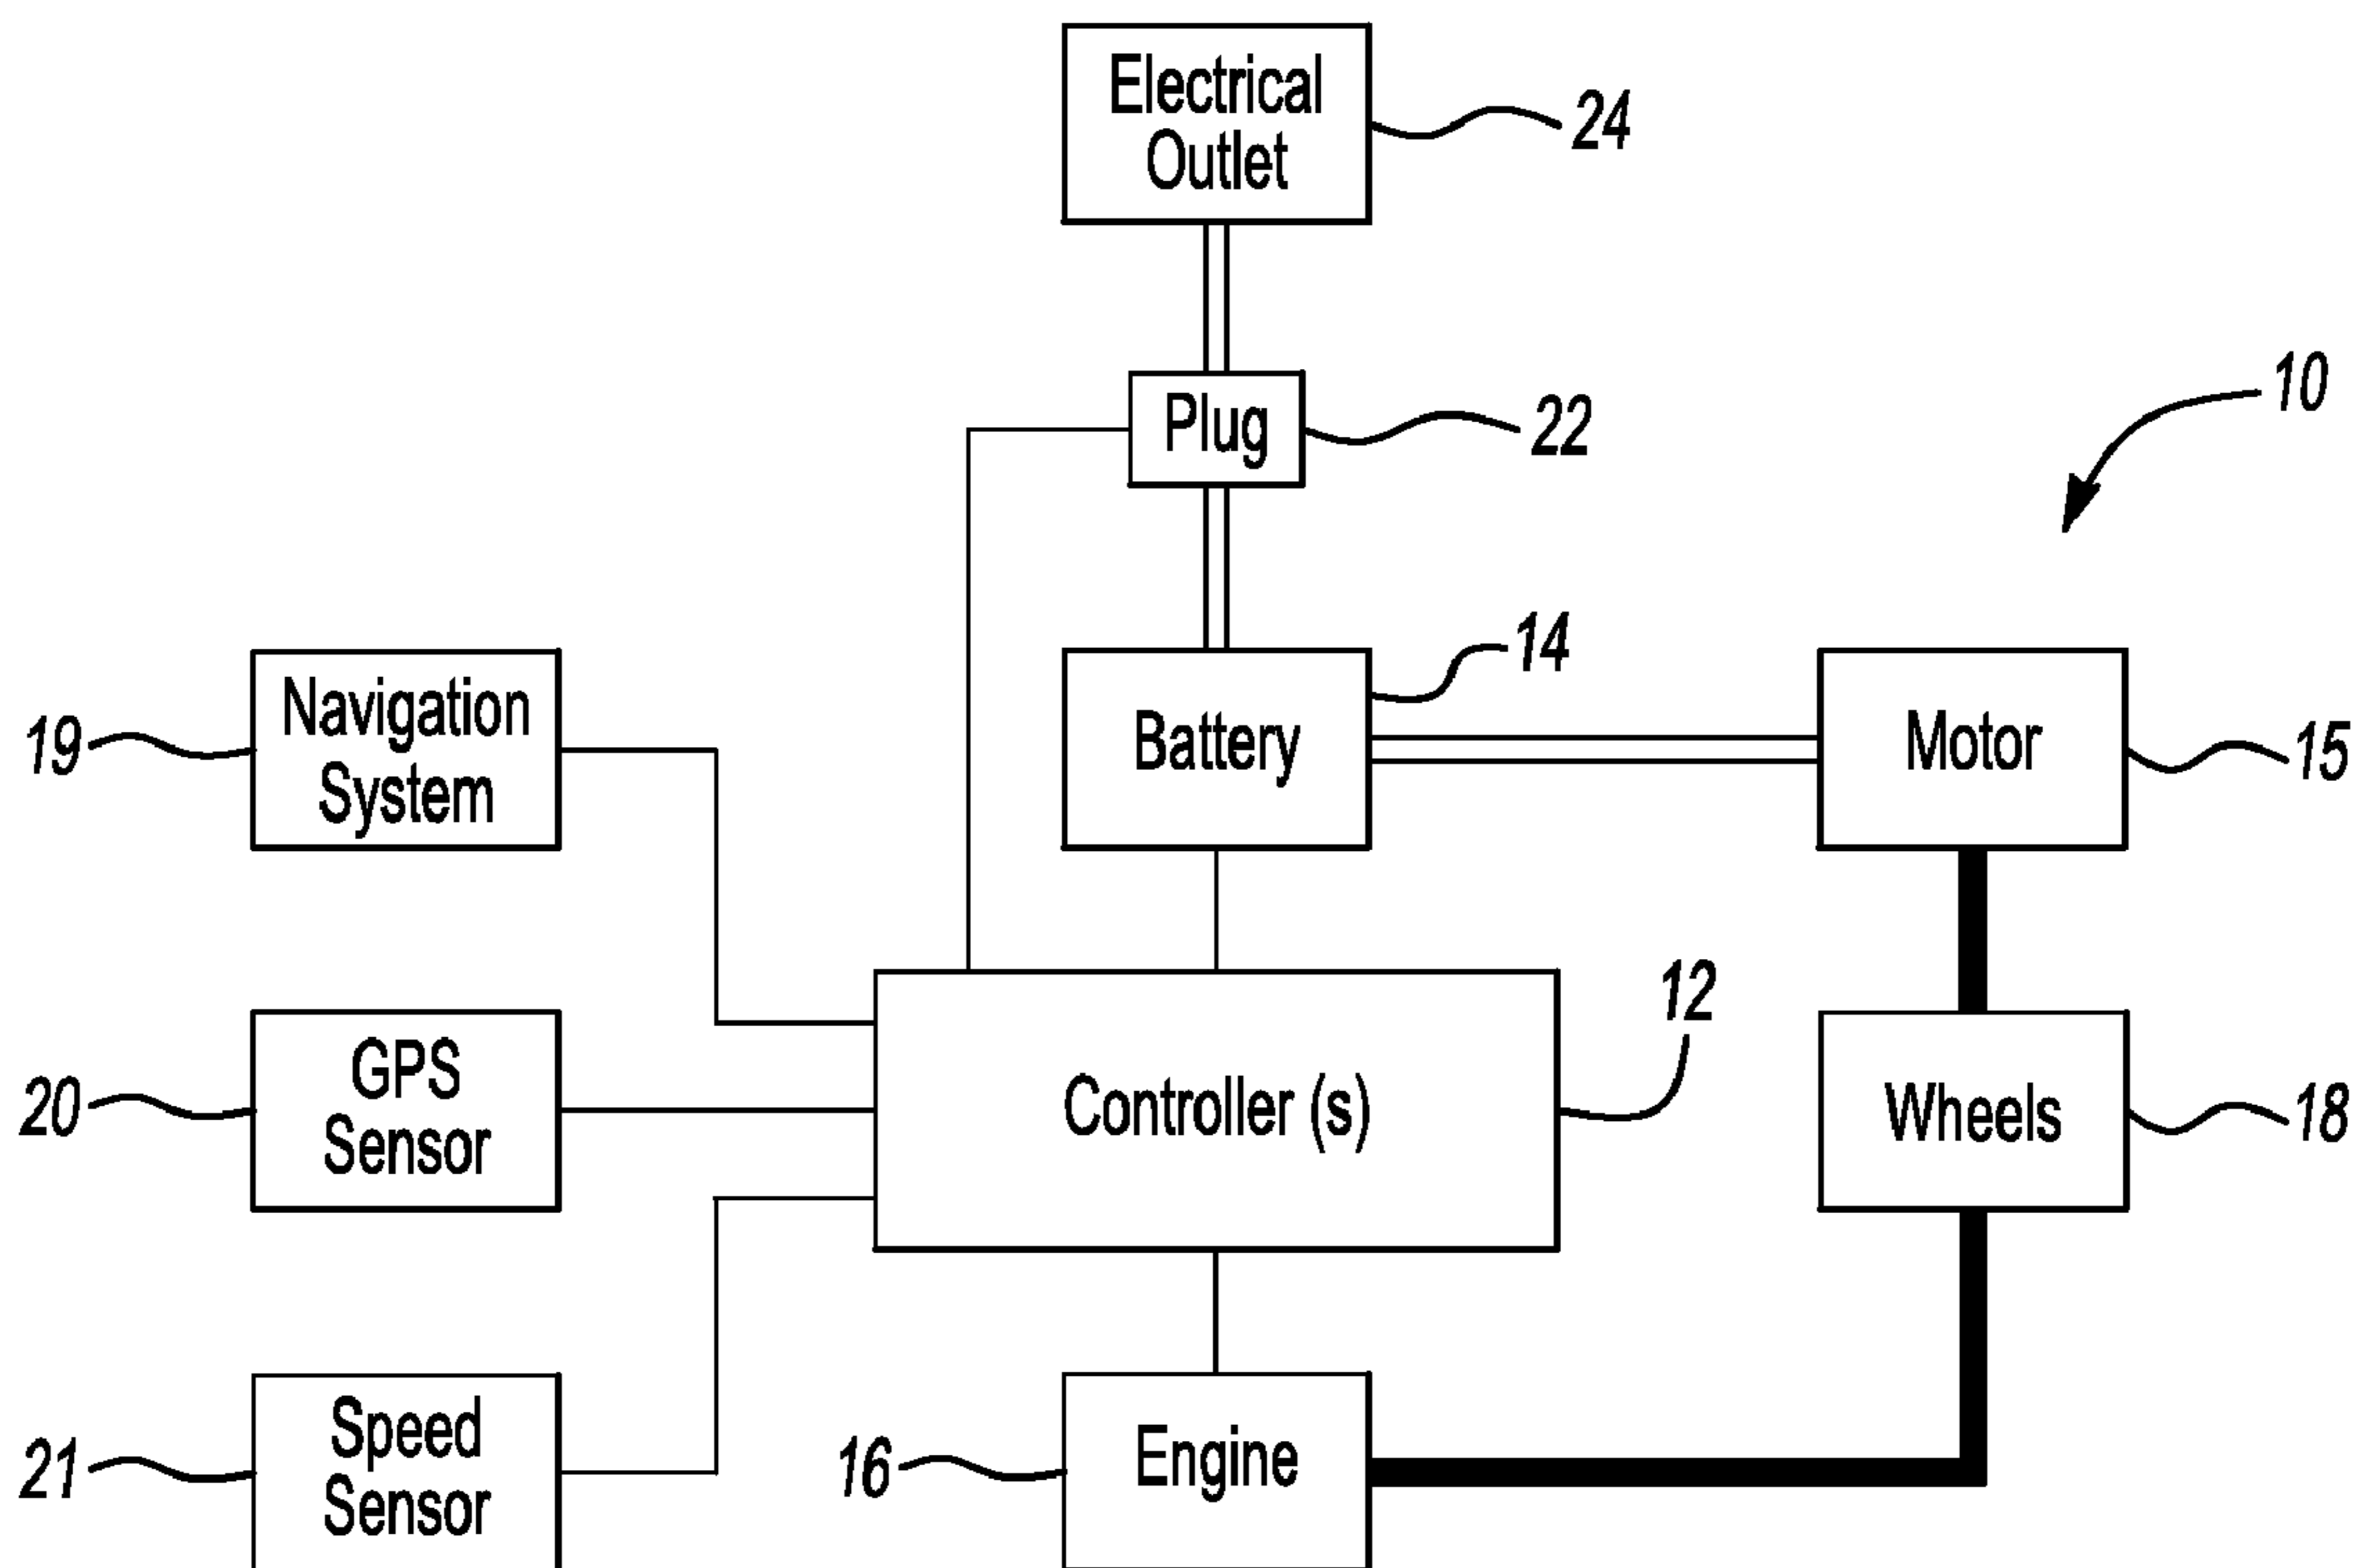 Electrical
Outlet
24
Plug
22
10
14
Navigation
System
19
Battery
Motor
15
12
GPS
Sensor
20
Controller (s)
Wheels
18
Speed
Sensor
21
16
Engine